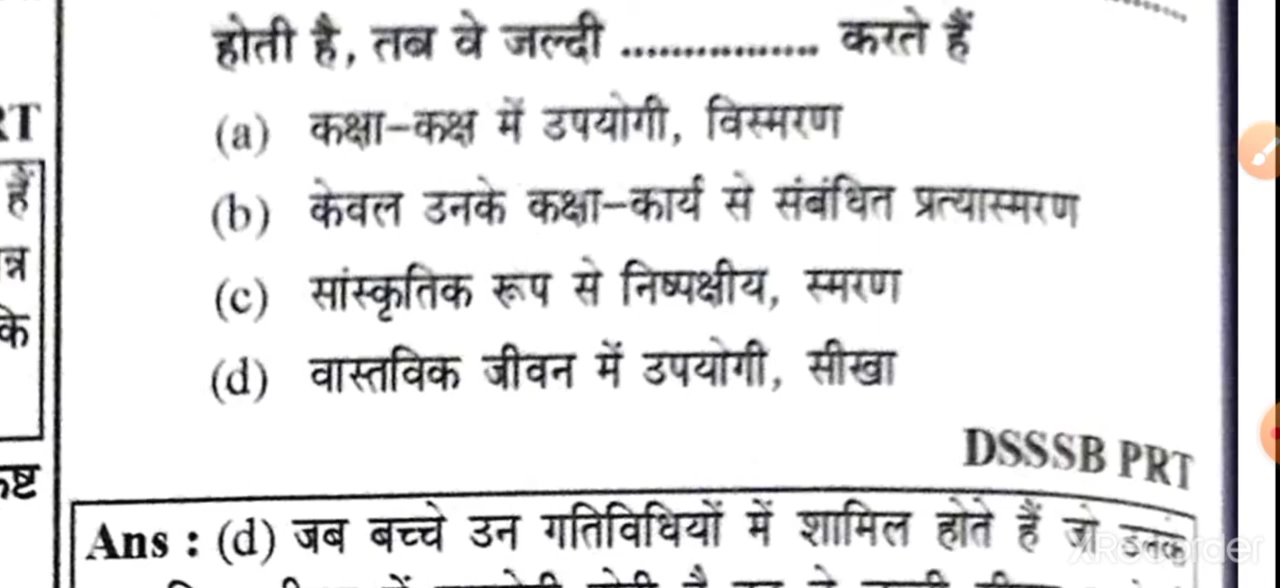 होती है, तब वे जल्दी ................ करते हैं
(a) कक्षा-कक्ष में उपयोगी, विस्मरण
(b) केवल उनके कक्षा-कार्य से संबंधित प्रत्यास्मरण
(c) सांस्कृतिक रूप से निष्पक्षीय, स्मरण
(d) वास्तविक जीवन में उपयोगी, सीखा
DSSSB PRT
Ans : (d) जब बच्चे उन गतिविधियों में शामिल होते हैं जो उनके
RT
हैं
के